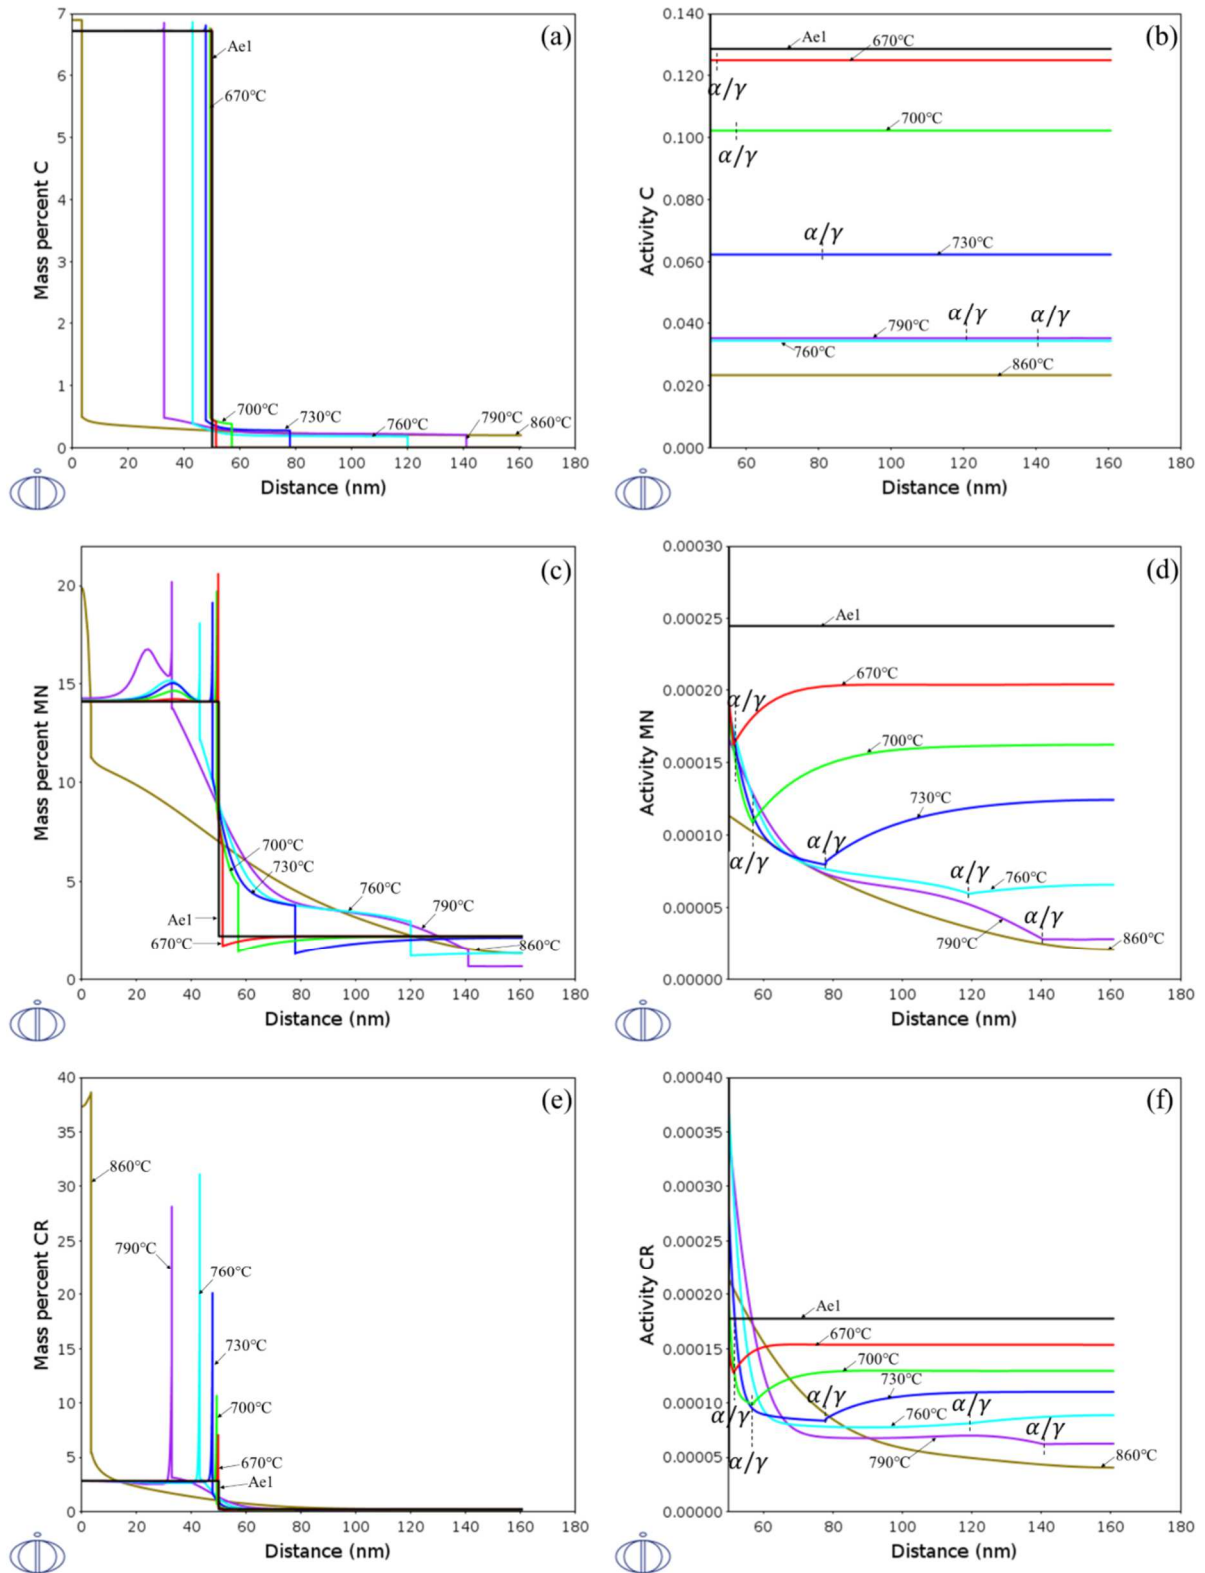 (a)
7
6
5
4
3
2
1
0
Mass percent C
Ae1
670℃
700℃
730℃
760℃
790℃
860℃
0 20 40 60 80 100 120 140 160 180
Distance (nm)
(b)
0.140
0.120
0.100
0.080
0.060
0.040
0.020
0.000
Activity C
Ae1
670℃
α/γ
700℃
α/γ
α/γ
730℃
790℃
α/γ
α/γ
760℃
860℃
60 80 100 120 140 160 180
Distance (nm)
(c)
20
15
10
5
0
Mass percent MN
700℃
730℃
760℃
790℃
Ae1
670℃
860℃
0 20 40 60 80 100 120 140 160 180
Distance (nm)
(d)
0.00030
0.00025
0.00020
0.00015
0.00010
0.00005
0.00000
Activity MN
Ae1
670℃
α/γ
700℃
730℃
α/γ
α/γ
α/γ
760℃
α/γ
790℃
860℃
60 80 100 120 140 160 180
Distance (nm)
(e)
40
35
30
25
20
15
10
5
0
Mass percent CR
860℃
790℃
760℃
730℃
700℃
670℃
Ae1
0 20 40 60 80 100 120 140 160 180
Distance (nm)
(f)
0.00040
0.00035
0.00030
0.00025
0.00020
0.00015
0.00010
0.00005
0.00000
Activity CR
Ae1
670℃
700℃
730℃
α/γ
α/γ
α/γ
760℃
α/γ
α/γ
790℃
860℃
60 80 100 120 140 160 180
Distance (nm)